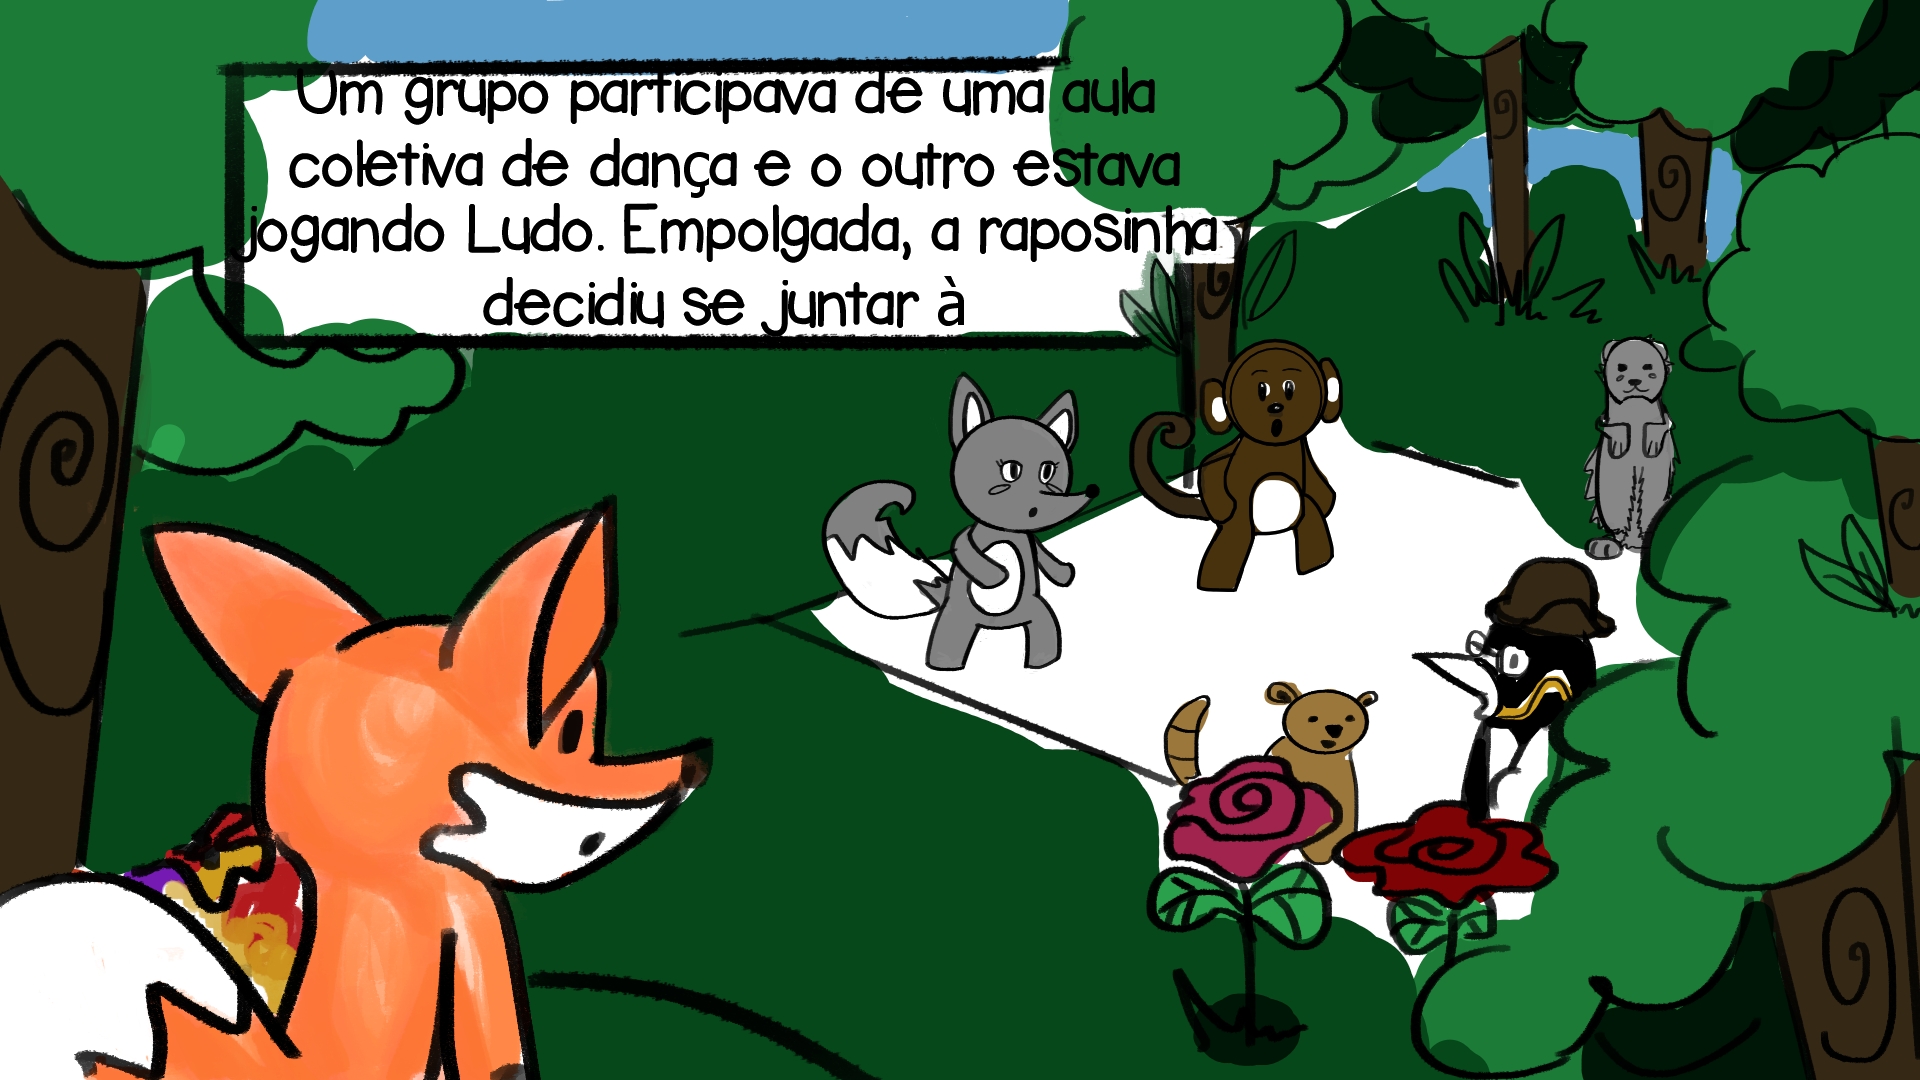 Um grupo participava de uma aula
coletiva de dança e o outro estava
jogando Ludo. Empolgada, a raposinha
decidiu se juntar à